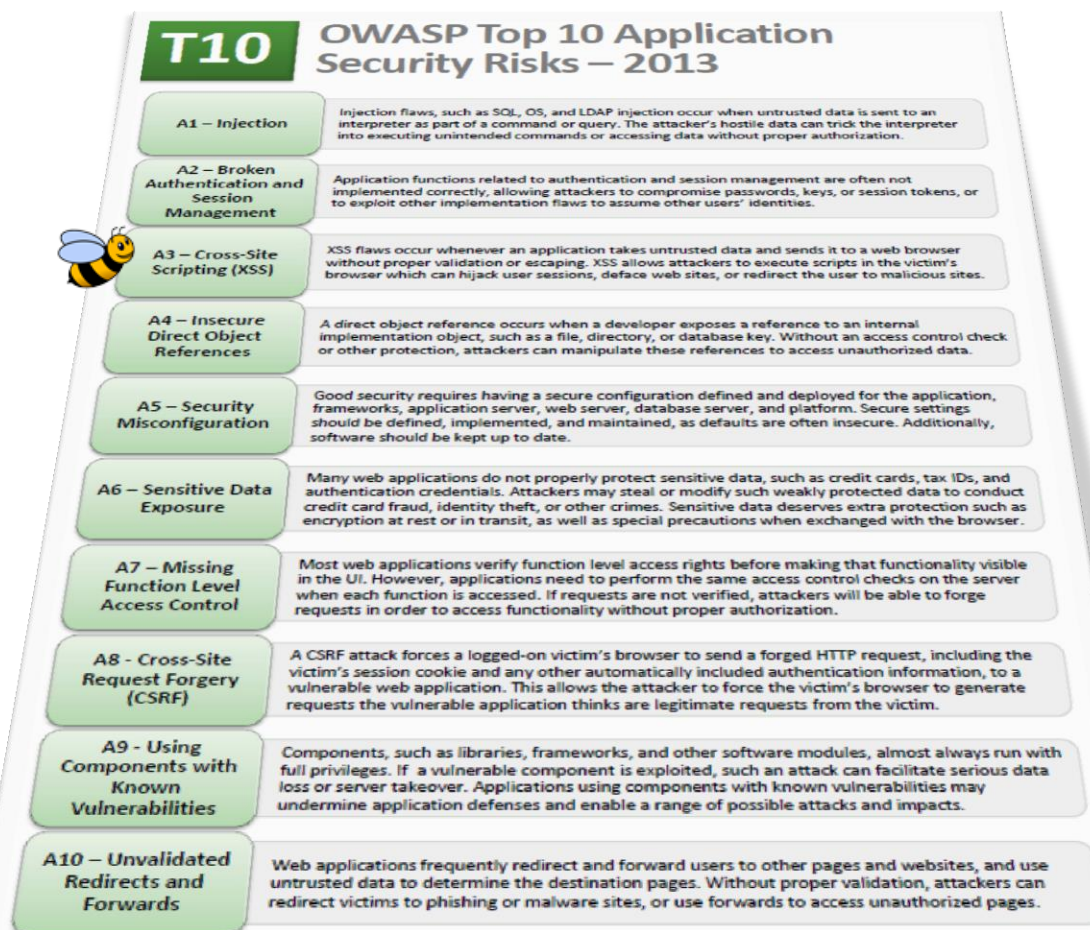 T10
OWASP Top 10 Application
Security Risks – 2013
A1 – Injection
Injection flaws, such as SQL, OS, and LDAP injection occur when untrusted data is sent to an
interpreter as part of a command or query. The attacker's hostile data can trick the interpreter
into executing unintended commands or accessing data without proper authorization.
A2 – Broken
Authentication and
Session
Management
Application functions related to authentication and session management are often not
implemented correctly, allowing attackers to compromise passwords, keys, or session tokens, or
to exploit other implementation flaws to assume other users' identities.
A3 – Cross-Site
Scripting (XSS)
XSS flaws occur whenever an application takes untrusted data and sends it to a web browser
without proper validation or escaping. XSS allows attackers to execute scripts in the victim's
browser which can hijack user sessions, deface web sites, or redirect the user to malicious sites.
A4 – Insecure
Direct Object
References
A direct object reference occurs when a developer exposes a reference to an internal
implementation object, such as a file, directory, or database key. Without an access control check
or other protection, attackers can manipulate these references to access unauthorized data.
A5 – Security
Misconfiguration
Good security requires having a secure configuration defined and deployed for the application,
frameworks, application server, web server, database server, and platform. Secure settings
should be defined, implemented, and maintained, as defaults are often insecure. Additionally,
software should be kept up to date.
A6 – Sensitive Data
Exposure
Many web applications do not properly protect sensitive data, such as credit cards, tax IDs, and
authentication credentials. Attackers may steal or modify such weakly protected data to conduct
credit card fraud, identity theft, or other crimes. Sensitive data deserves extra protection such as
encryption at rest or in transit, as well as special precautions when exchanged with the browser.
A7 – Missing
Function Level
Access Control
Most web applications verify function level access rights before making that functionality visible
in the UI. However, applications need to perform the same access control checks on the server
when each function is accessed. If requests are not verified, attackers will be able to forge
requests in order to access functionality without proper authorization.
A8 - Cross-Site
Request Forgery
(CSRF)
A CSRF attack forces a logged-on victim's browser to send a forged HTTP request, including the
victim's session cookie and any other automatically included authentication information, to a
vulnerable web application. This allows the attacker to force the victim's browser to generate
requests the vulnerable application thinks are legitimate requests from the victim.
A9 - Using
Components with
Known
Vulnerabilities
Components, such as libraries, frameworks, and other software modules, almost always run with
full privileges. If a vulnerable component is exploited, such an attack can facilitate serious data
loss or server takeover. Applications using components with known vulnerabilities may
undermine application defenses and enable a range of possible attacks and impacts.
A10 – Unvalidated
Redirects and
Forwards
Web applications frequently redirect and forward users to other pages and websites, and use
untrusted data to determine the destination pages. Without proper validation, attackers can
redirect victims to phishing or malware sites, or use forwards to access unauthorized pages.